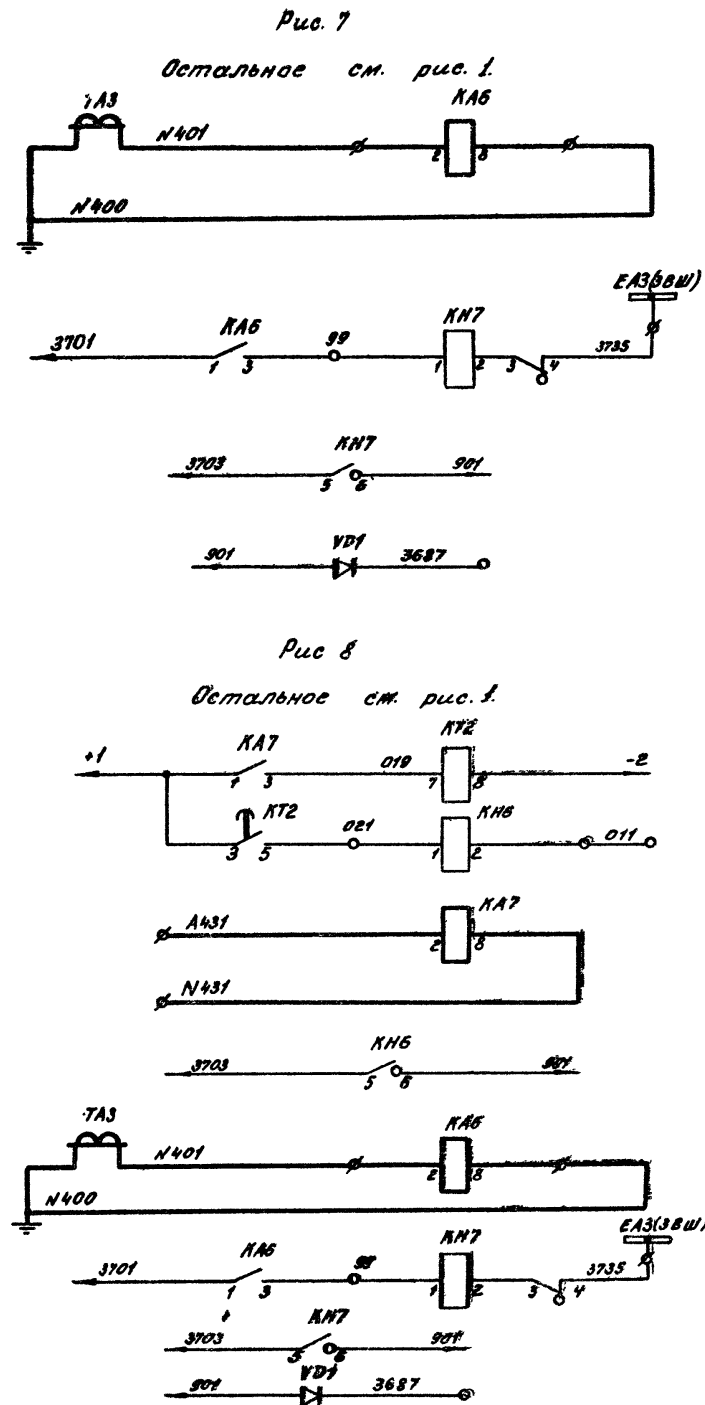 Рис. 7
Остальное см. рис. 1.
ТА3 КА6
N401 2 8
N400
ЕА3(ЗВШ)
3701 КА6 99 КН7 3735
1 3 1 2 3 4
КН7
3703 901
5 6
VD1
901 3687
Рис 8
Остальное см. рис. 1.
+1 КА7 019 КТ2 -2
1 3 7 8
КТ2 021 КН6 011
3 5 1 2
КА7
А431 2 8
N431
КН6
3703 901
5 6
ТА3 КА6
N401 2 8
N400
ЕА3(ЗВШ)
3701 КА6 КН7 3735
1 3 1 2 3 4
КН7
3703 901
5 6
VD1
901 3687